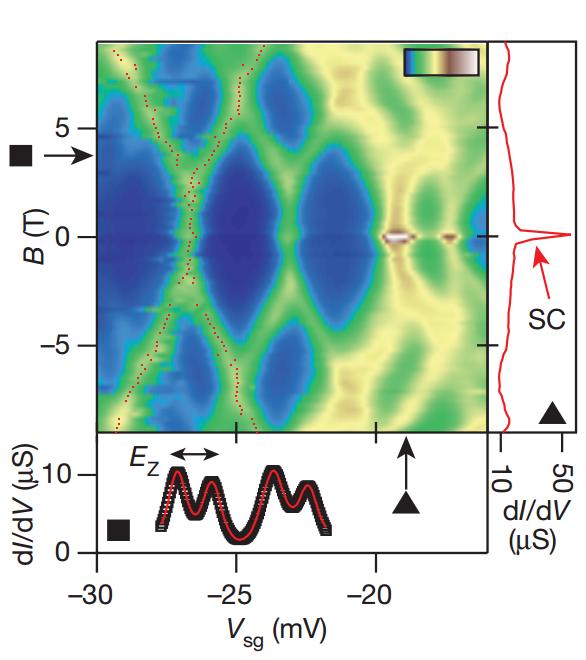 5
0
−5
B (T)
SC
10
0
dI/dV (μS)
E_Z
10
50
dI/dV
(μS)
−30
−25
−20
V_sg (mV)